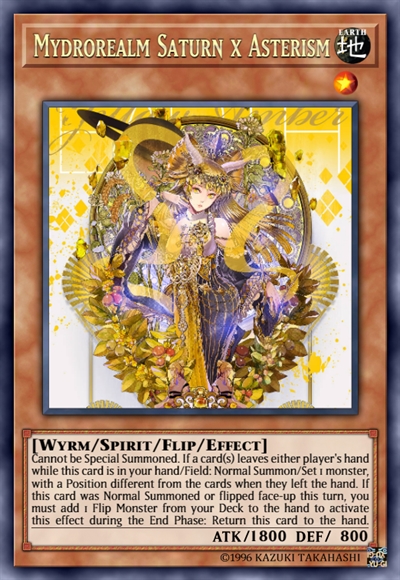 Mydrorealm Saturn x Asterism
EARTH
地
[Wyrm/Spirit/Flip/Effect]
Cannot be Special Summoned. If a card(s) leaves either player's hand
while this card is in your hand/Field: Normal Summon/Set 1 monster,
with a Position different from the cards when they left the hand. If
this card was Normal Summoned or flipped face-up this turn, you
must add 1 Flip Monster from your Deck to the hand to activate
this effect during the End Phase: Return this card to the hand.
ATK/1800 DEF/ 800
©1996 KAZUKI TAKAHASHI